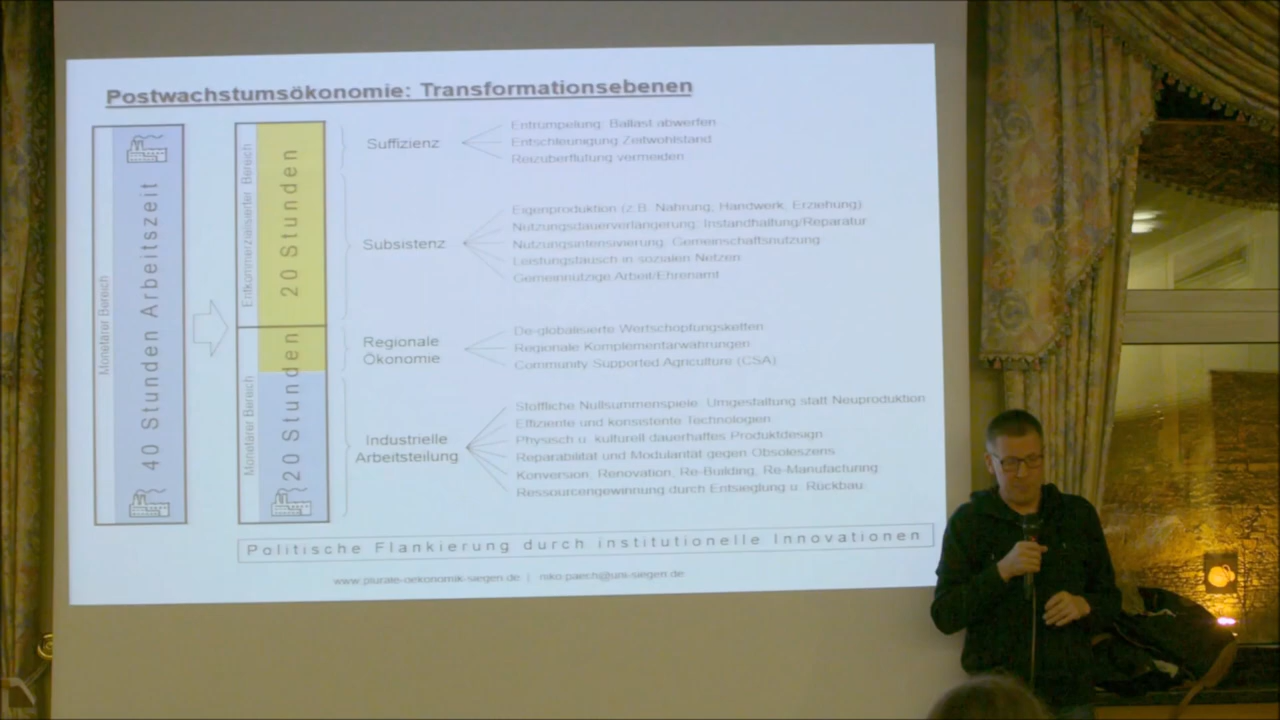 Postwachstumsökonomie: Transformationsebenen
Monetärer Bereich
40 Stunden Arbeitszeit
Entkommerzialisierter Bereich
20 Stunden
Monetärer Bereich
20 Stunden
Suffizienz
Entrümpelung: Ballast abwerfen
Entschleunigung Zeitwohlstand
Reizüberflutung vermeiden
Subsistenz
Eigenproduktion (z.B. Nahrung, Handwerk, Erziehung)
Nutzungsdauerverlängerung: Instandhaltung/Reparatur
Nutzungsintensivierung: Gemeinschaftsnutzung
Leistungstausch in sozialen Netzen
Gemeinnützige Arbeit/Ehrenamt
Regionale
Ökonomie
De-globalisierte Wertschöpfungsketten
Regionale Komplementärwährungen
Community Supported Agriculture (CSA)
Industrielle
Arbeitsteilung
Stoffliche Nullsummenspiele: Umgestaltung statt Neuproduktion
Effiziente und konsistente Technologien
Physisch u. kulturell dauerhaftes Produktdesign
Reparabilität und Modularität gegen Obsoleszens
Konversion, Renovation, Re-Building, Re-Manufacturing
Ressourcengewinnung durch Entsieglung u. Rückbau
Politische Flankierung durch institutionelle Innovationen
www.plurale-oekonomik-siegen.de | niko.paech@uni-siegen.de